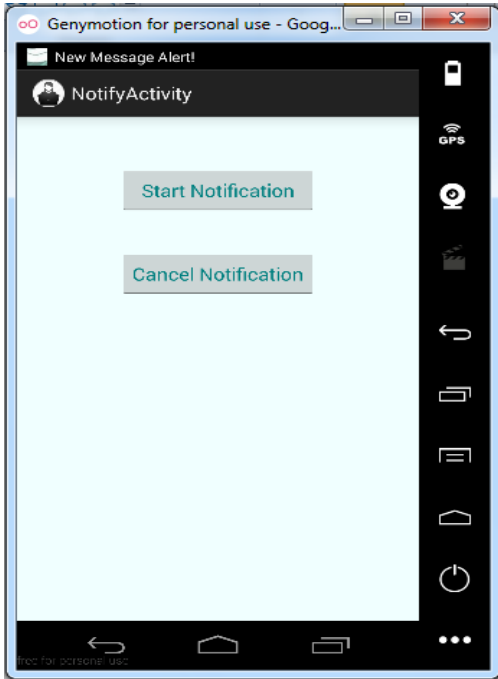 Genymotion for personal use - Goog...
New Message Alert!
NotifyActivity
GPS
Start Notification
Cancel Notification
free for personal use